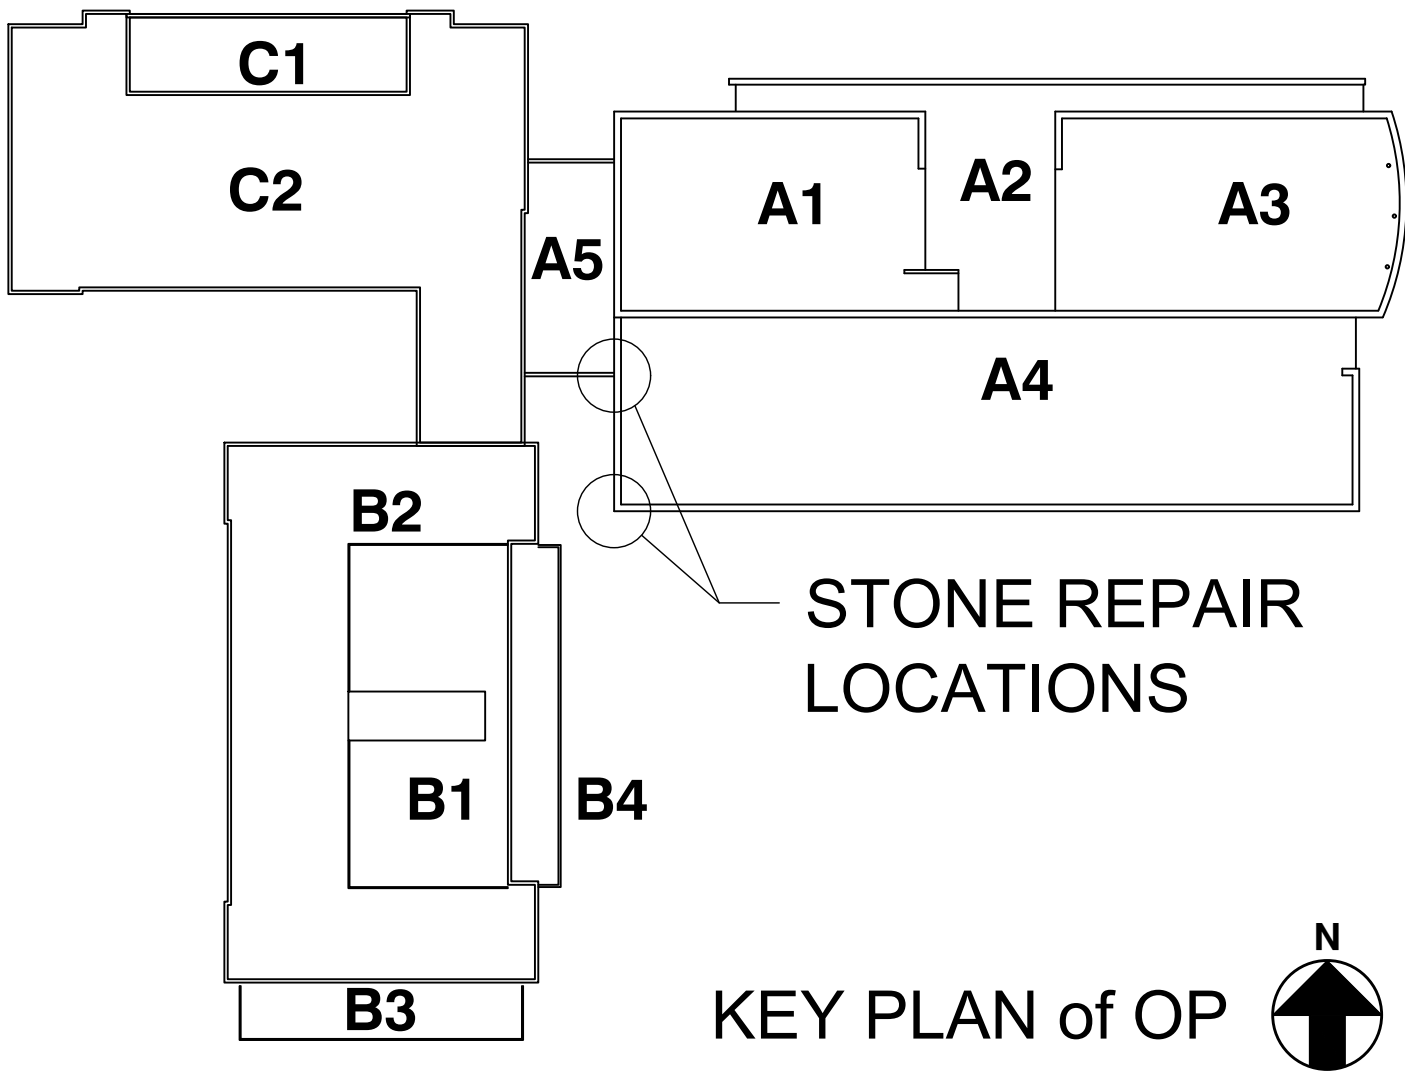 C1
C2
A1
A2
A3
A5
A4
B2
STONE REPAIR
LOCATIONS
B1
B4
B3
N
KEY PLAN of OP